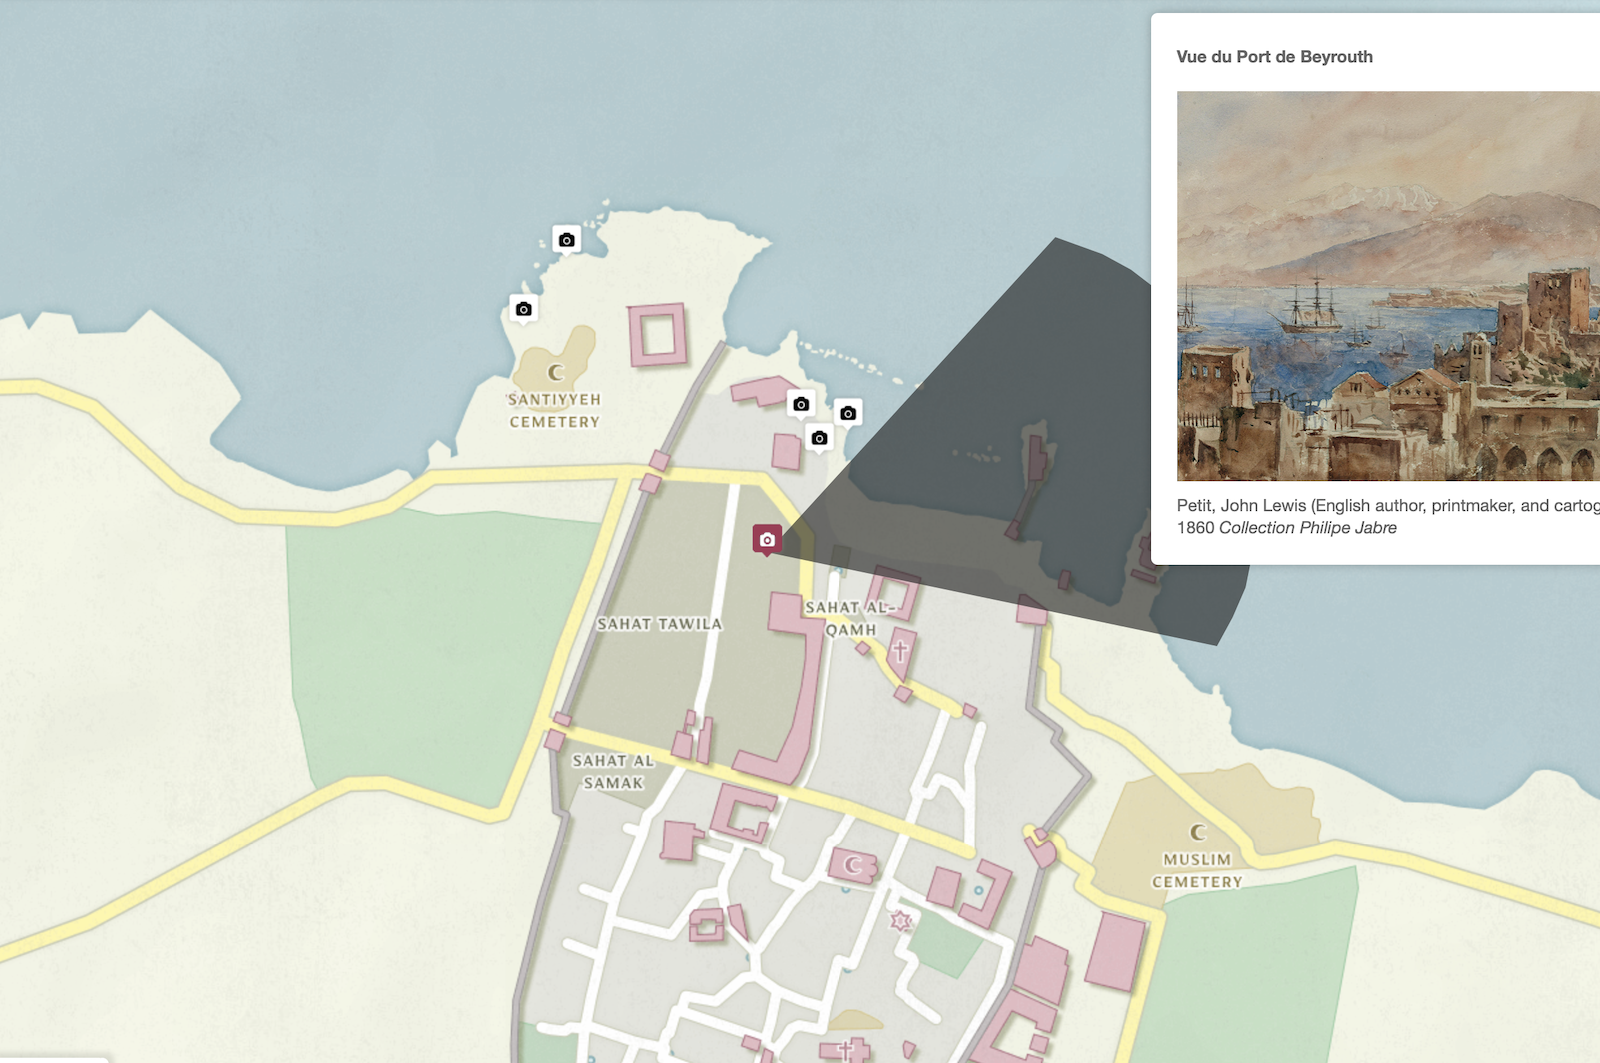 Vue du Port de Beyrouth
Petit, John Lewis (English author, printmaker, and cartog
1860 Collection Philipe Jabre
SANTIYYEH
CEMETERY
SAHAT TAWILA
SAHAT AL-
QAMH
SAHAT AL
SAMAK
MUSLIM
CEMETERY